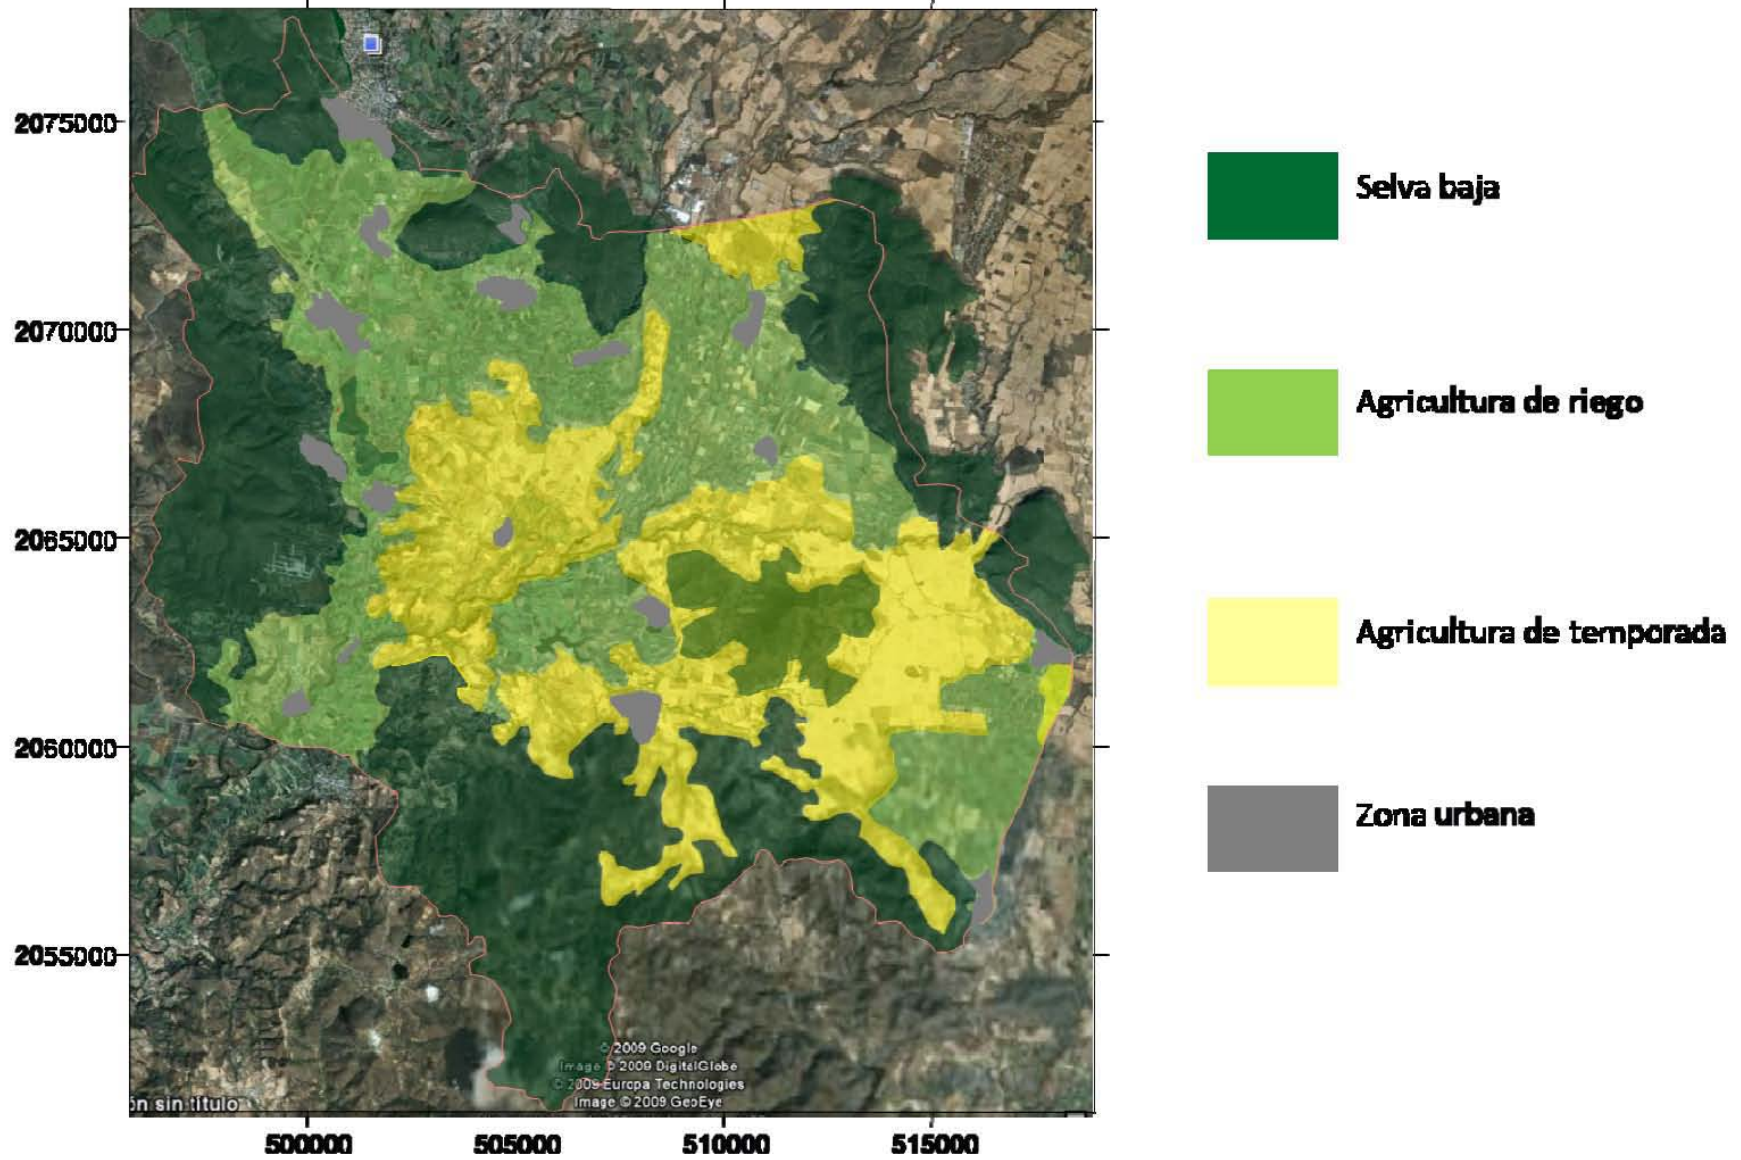 2075000
2070000
2065000
2060000
2055000
500000
505000
510000
515000
Selva baja
Agricultura de riego
Agricultura de temporada
Zona urbana
© 2009 Google
Image © 2009 DigitalGlobe
© 2009 Europa Technologies
Image © 2009 GeoEye
ón sin título